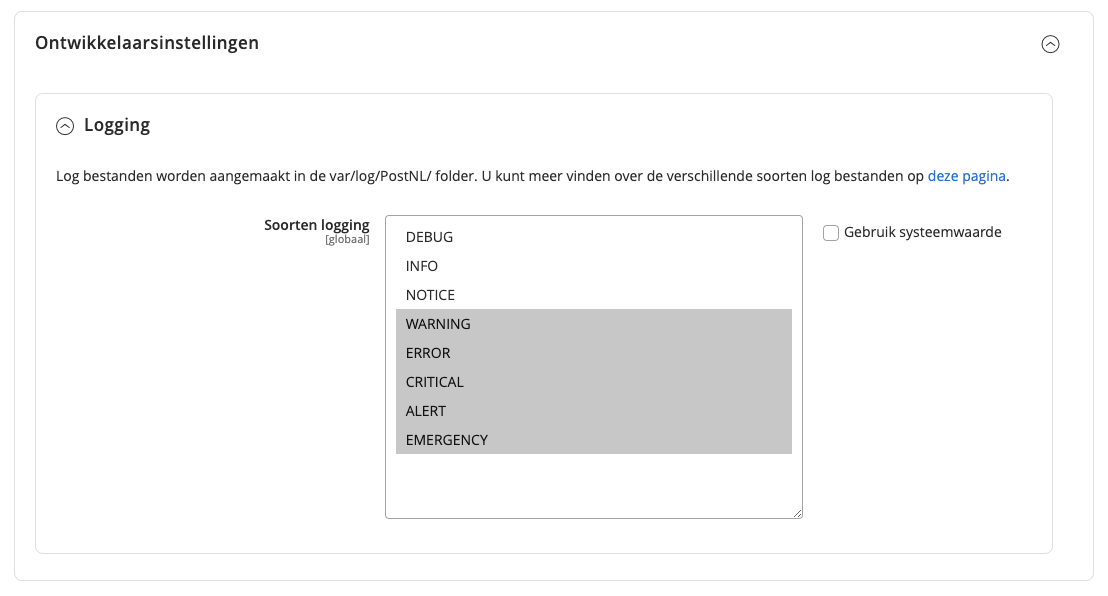 Ontwikkelaarsinstellingen
Logging
Log bestanden worden aangemaakt in de var/log/PostNL/ folder. U kunt meer vinden over de verschillende soorten log bestanden op deze pagina.
Soorten logging
[globaal]
DEBUG
INFO
NOTICE
WARNING
ERROR
CRITICAL
ALERT
EMERGENCY
Gebruik systeemwaarde